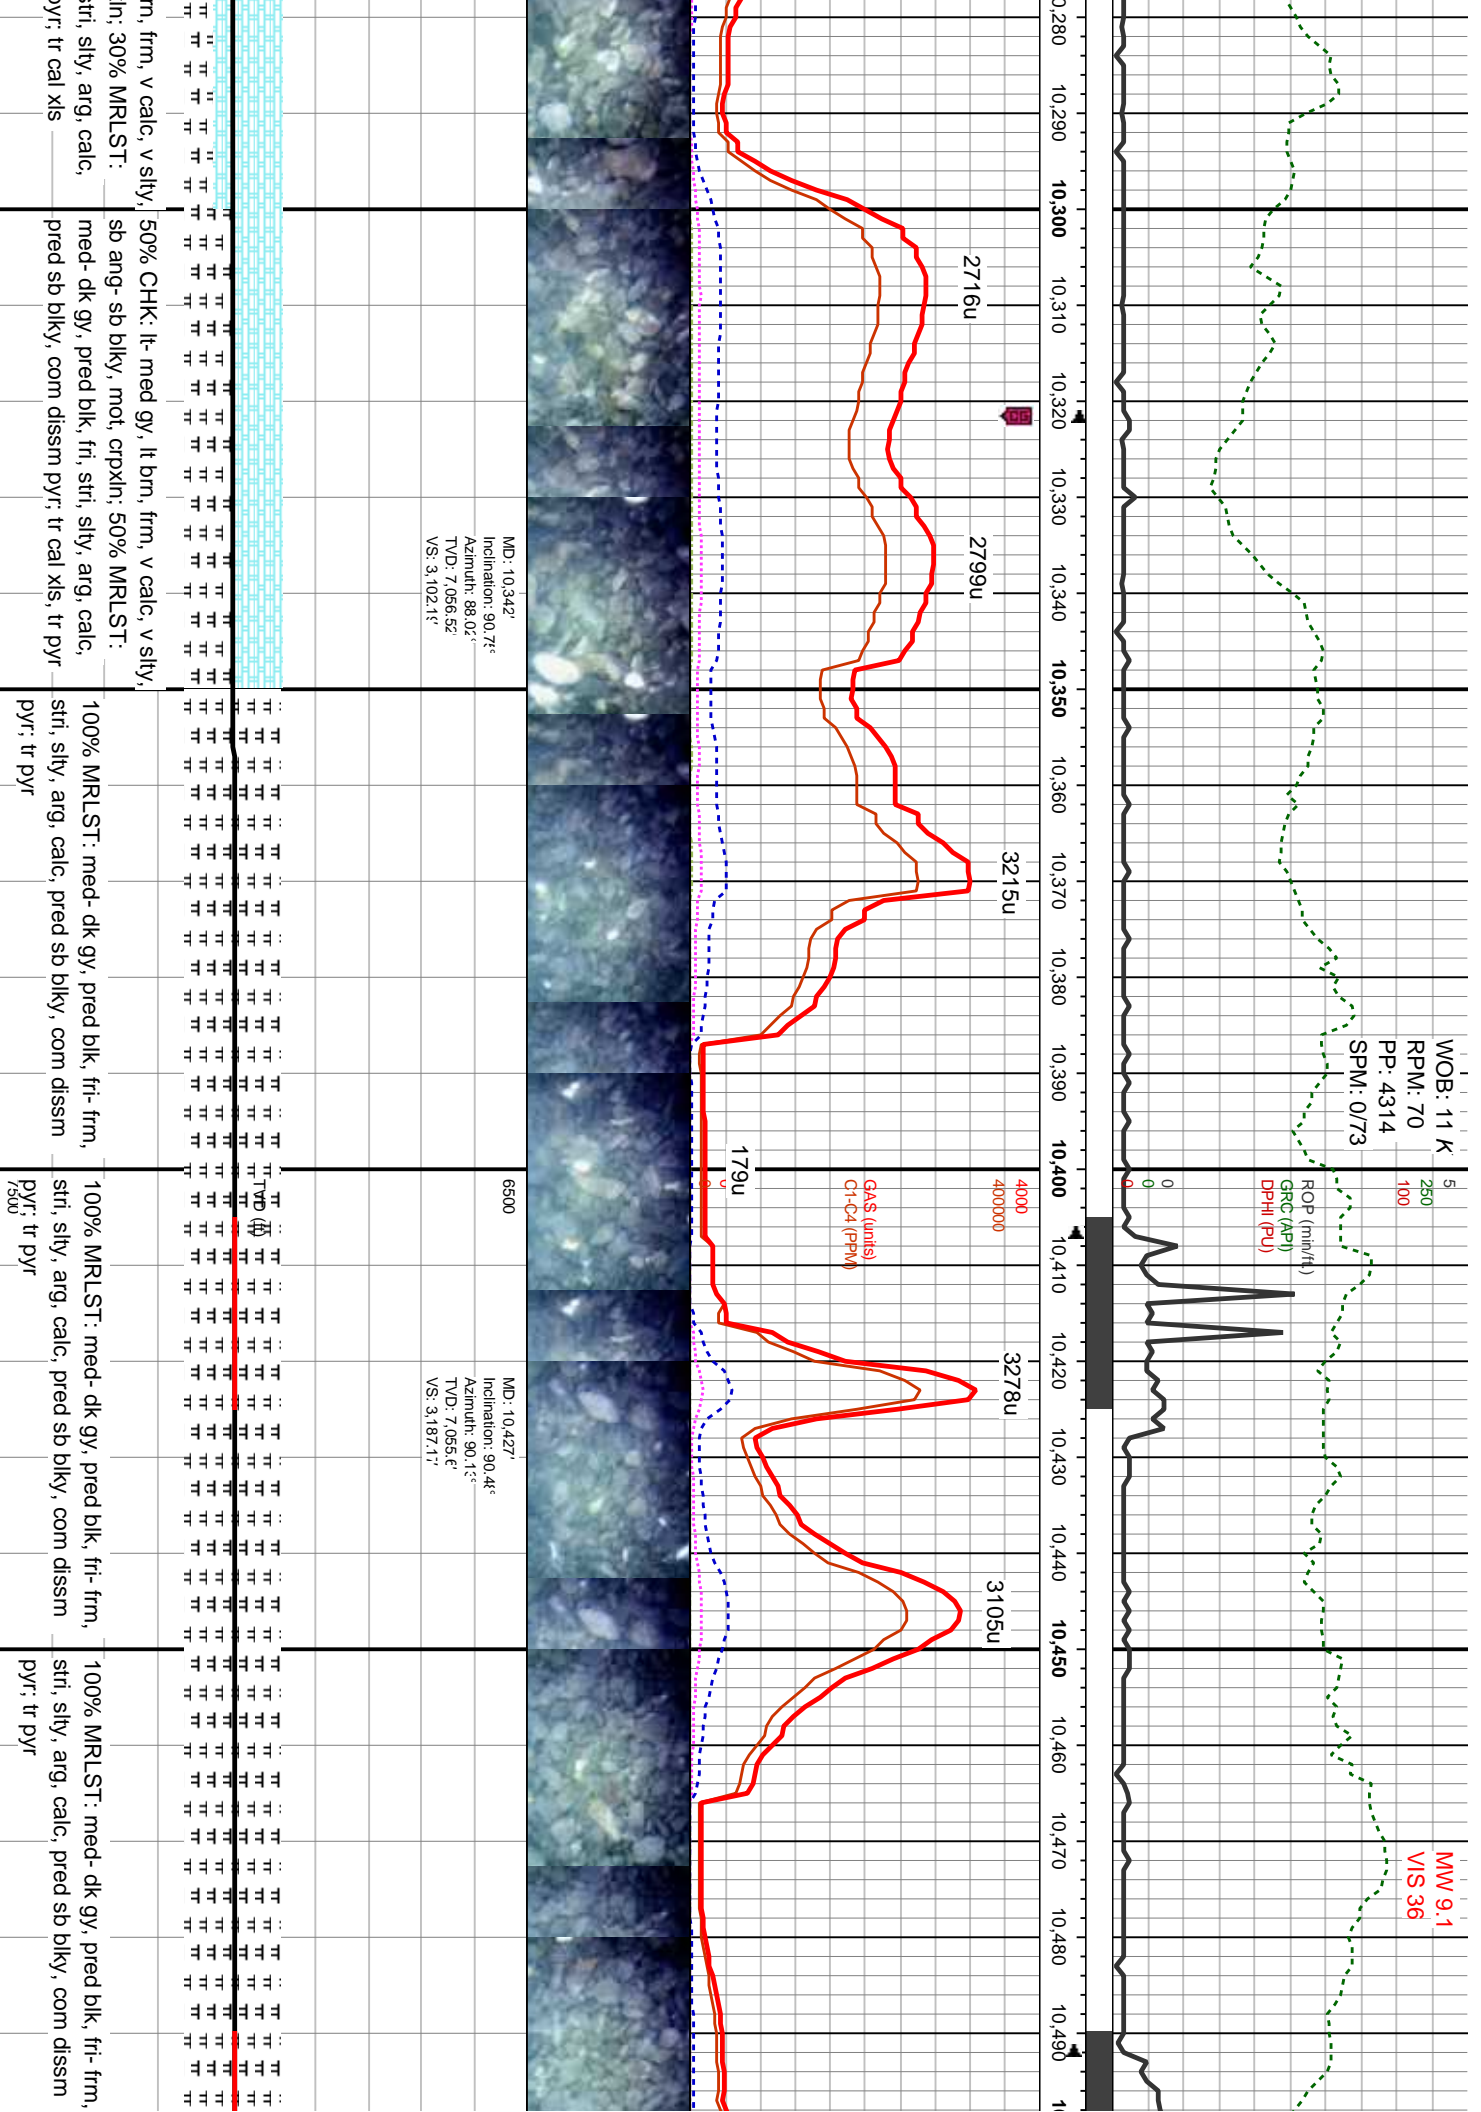 5
250
100
0
0
0
ROP (min/ft.)
GRC (API)
DPHI (PU)
WOB: 11 K
RPM: 70
PP: 4314
SPM: 0/73
MW 9.1
VIS 36
10,290
10,300
10,310
10,320
10,330
10,340
10,350
10,360
10,370
10,380
10,390
10,400
10,410
10,420
10,430
10,440
10,450
10,460
10,470
10,480
10,490
4000
400000
GAS (units)
C1-C4 (PPM)
2716u
2799u
3215u
179u
3278u
3105u
MD: 10,342'
Inclination: 90.7
Azimuth: 88.02
TVD: 7,056.52'
VS: 3,102.1
MD: 10,427'
Inclination: 90.4
Azimuth: 90.1
TVD: 7,055.6'
VS: 3,187.1
6500
TVD (ft)
7500
rn, frm, v calc, v slty,
ln; 30% MRLST:
stri, slty, arg, calc,
yr; tr cal xls
50% CHK: lt- med gy, lt brn, frm, v calc, v slty,
sb ang- sb blky, mot, crpxln; 50% MRLST:
med- dk gy, pred blk, fri, stri, slty, arg, calc,
pred sb blky, com dissm pyr; tr cal xls, tr pyr
100% MRLST: med- dk gy, pred blk, fri- frm,
stri, slty, arg, calc, pred sb blky, com dissm
pyr; tr pyr
100% MRLST: med- dk gy, pred blk, fri- frm,
stri, slty, arg, calc, pred sb blky, com dissm
pyr; tr pyr
100% MRLST: med- dk gy, pred blk, fri- frm,
stri, slty, arg, calc, pred sb blky, com dissm
pyr; tr pyr